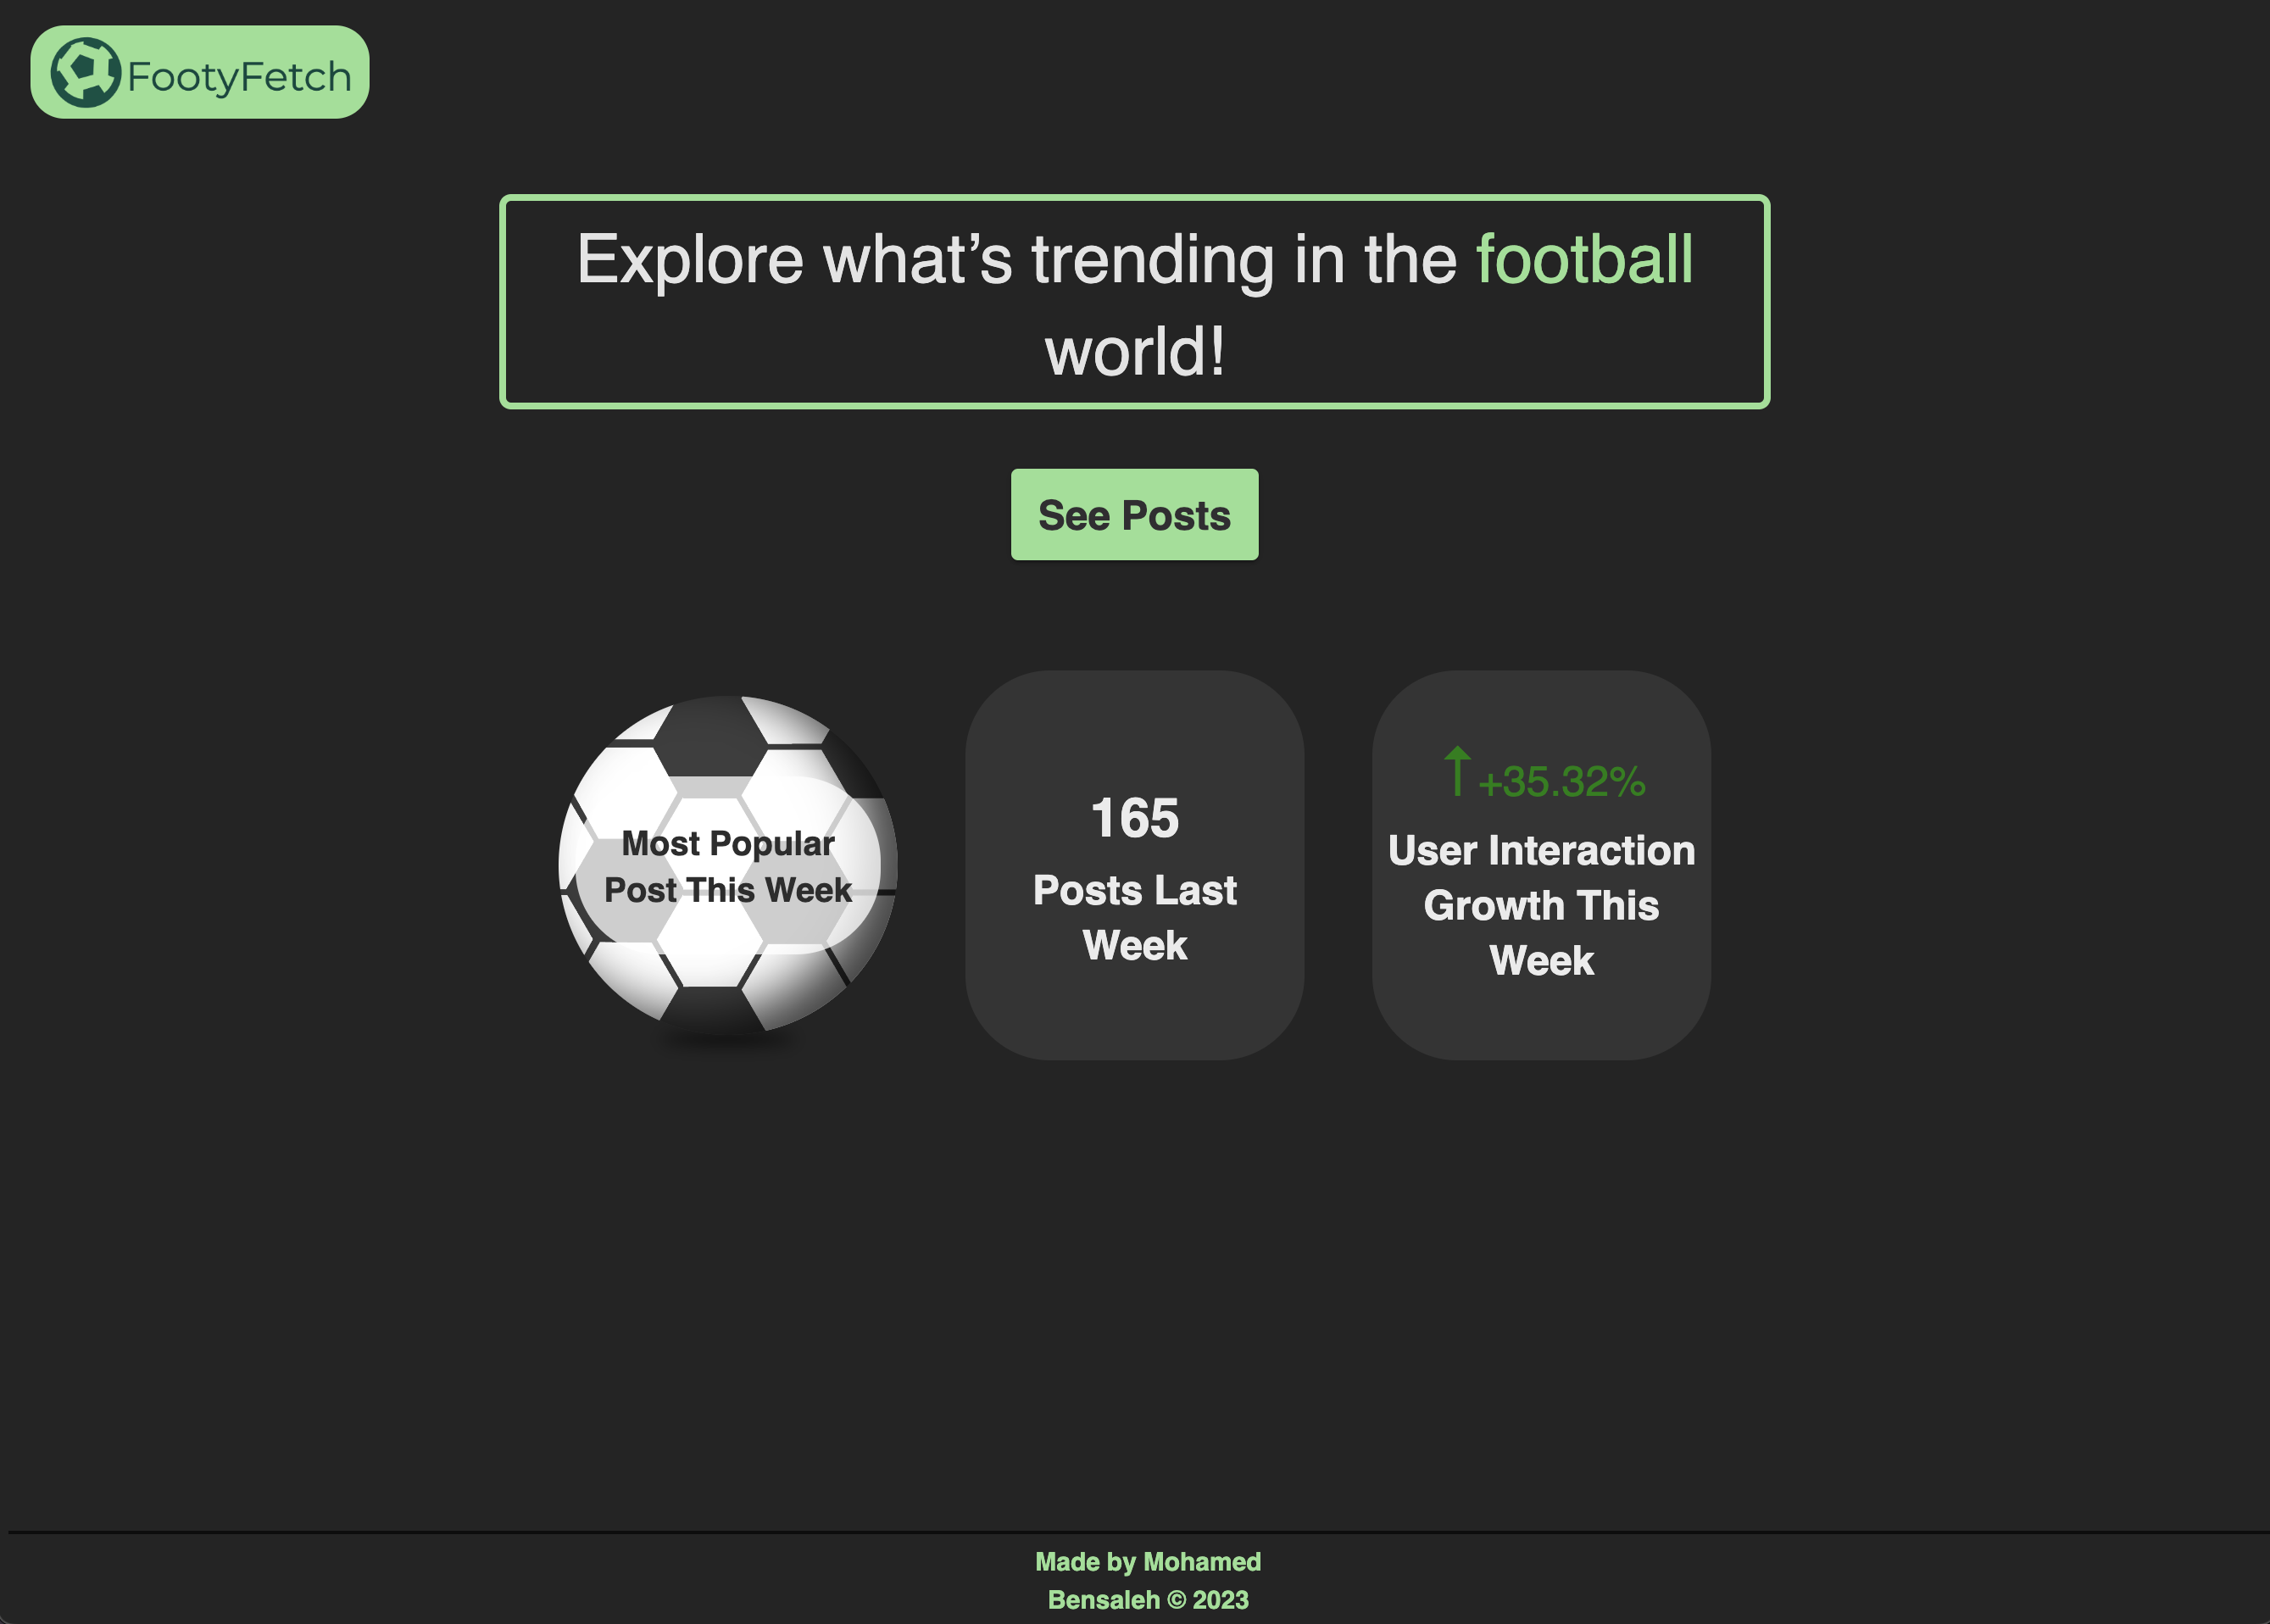 FootyFetch
Explore what’s trending in the football
world!
See Posts
Most Popular
Post This Week
165
Posts Last
Week
↑+35.32%
User Interaction
Growth This
Week
Made by Mohamed
Bensaleh © 2023